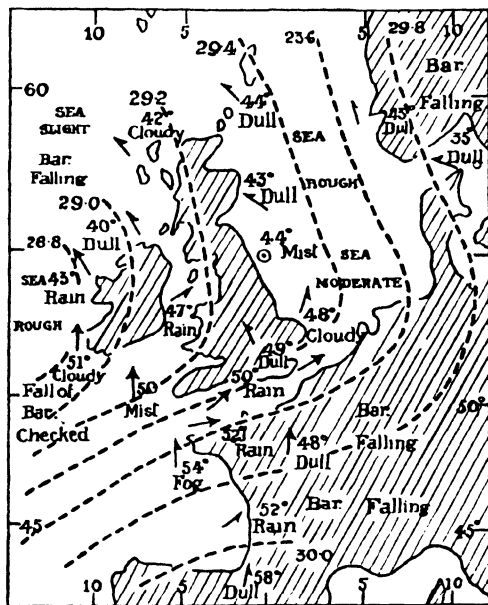 10 5 5 10
29·4 23·6 29·8
60
29·2
SEA
SLIGHT
42°
Cloudy
44°
Dull
Bar.
Falling
45°
Dull
35°
Dull
Bar.
Falling
SEA
ROUGH
43°
Dull
29·0
40°
Dull
44°
Mist
SEA
MODERATE
28·8
SEA
43°
Rain
ROUGH
47°
Rain
48°
Cloudy
49°
Dull
51°
Cloudy
Fall of
Bar.
Checked
50
Mist
50°
Rain
50°
52
Rain
48°
Dull
Bar.
Falling
54°
Fog
45
52°
Rain
Bar. Falling
45°
30·0
58°
Dull
10 5 5 10